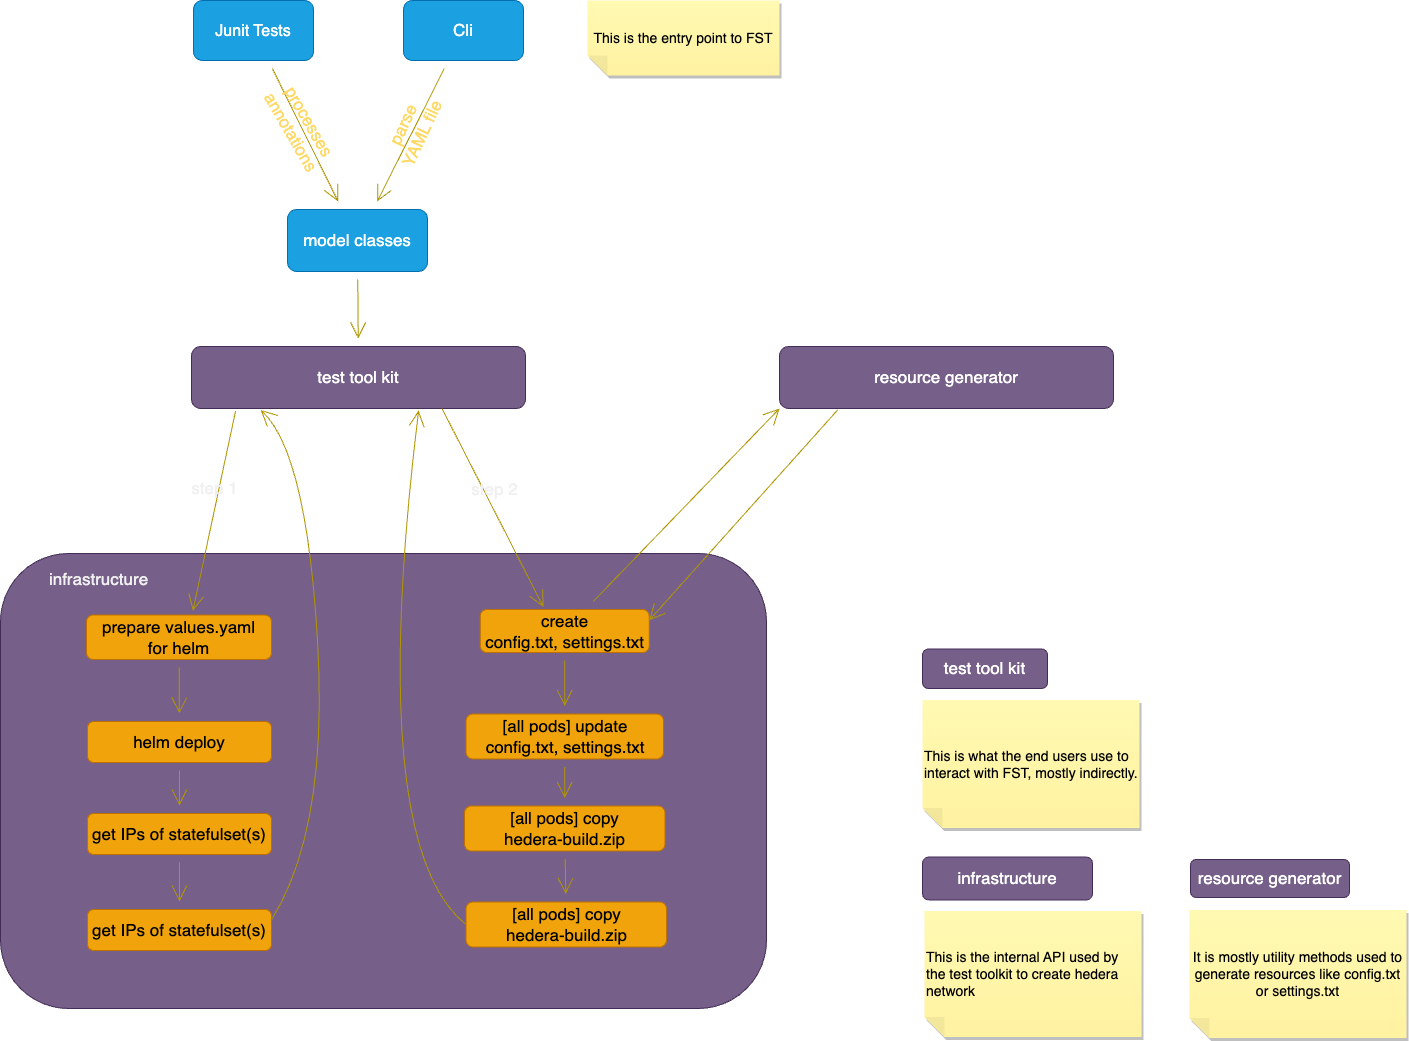 Junit Tests
Cli
This is the entry point to FST
processes
annotations
parse
YAML file
model classes
test tool kit
resource generator
step 1
step 2
infrastructure
prepare values.yaml
for helm
helm deploy
get IPs of statefulset(s)
get IPs of statefulset(s)
create
config.txt, settings.txt
[all pods] update
config.txt, settings.txt
[all pods] copy
hedera-build.zip
[all pods] copy
hedera-build.zip
test tool kit
This is what the end users use to
interact with FST, mostly indirectly.
infrastructure
This is the internal API used by
the test toolkit to create hedera
network
resource generator
It is mostly utility methods used to
generate resources like config.txt
or settings.txt